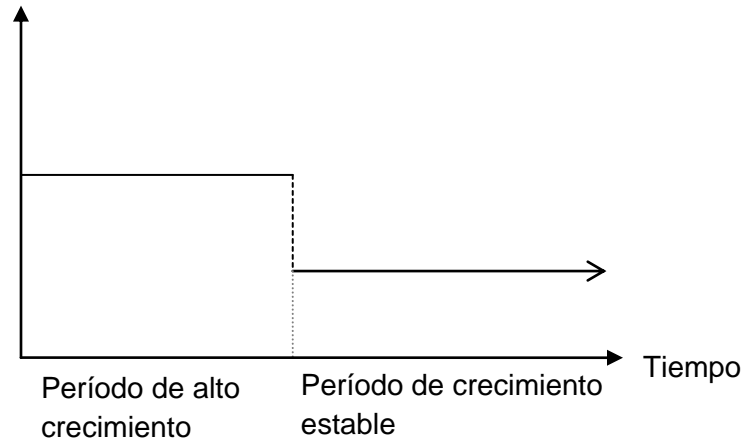 Tiempo
Período de alto
crecimiento
Período de crecimiento
estable